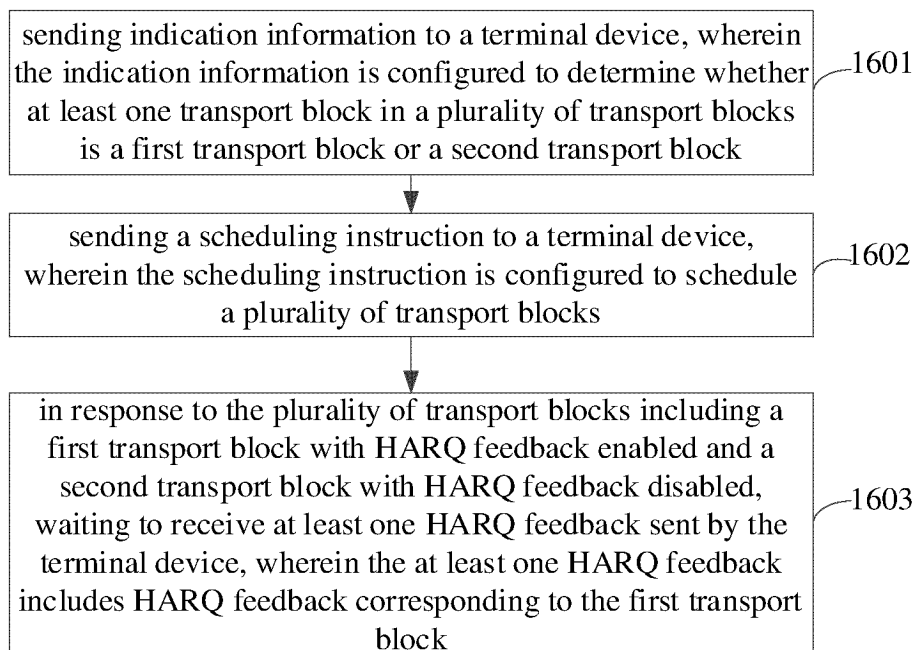 sending indication information to a terminal device, wherein
the indication information is configured to determine whether
at least one transport block in a plurality of transport blocks
is a first transport block or a second transport block
1601
sending a scheduling instruction to a terminal device,
wherein the scheduling instruction is configured to schedule
a plurality of transport blocks
1602
in response to the plurality of transport blocks including a
first transport block with HARQ feedback enabled and a
second transport block with HARQ feedback disabled,
waiting to receive at least one HARQ feedback sent by the
terminal device, wherein the at least one HARQ feedback
includes HARQ feedback corresponding to the first transport
block
1603